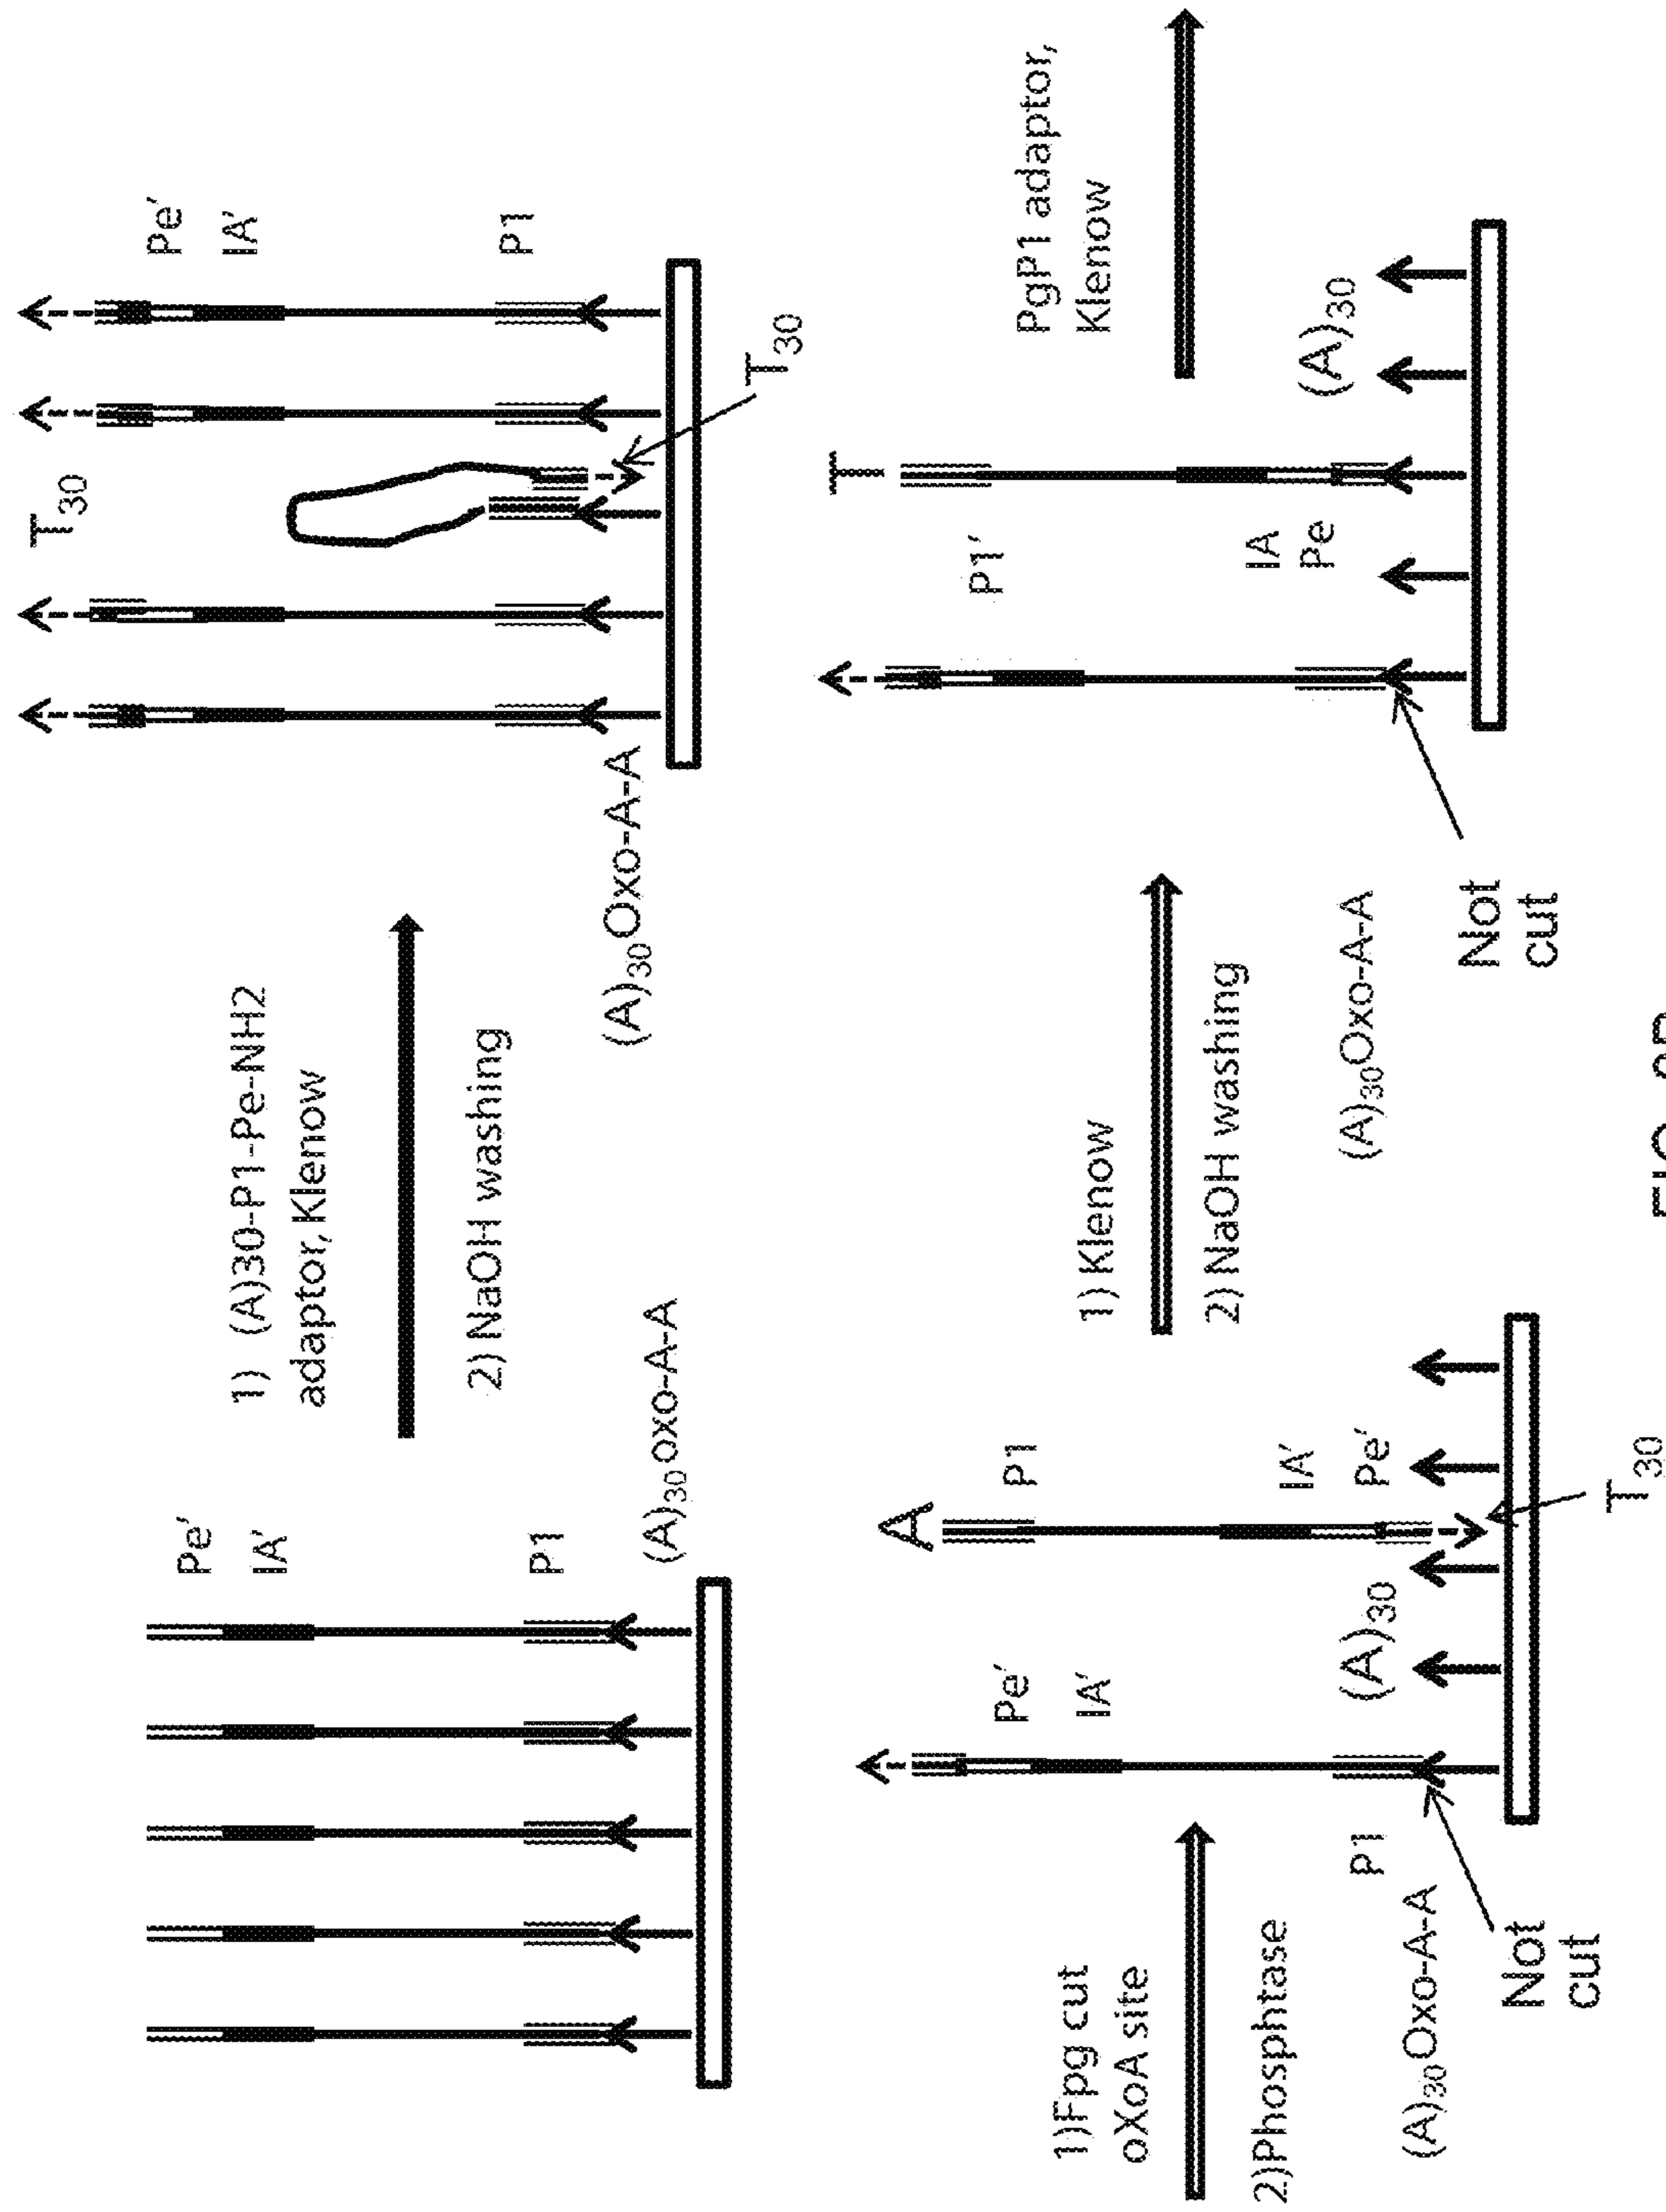 Pe′
IA′
P1
(A)₃₀oxo-A-A
1) (A)30-P1-Pe-NH2
adaptor, Klenow
2) NaOH washing
T₃₀
Pe′
IA′
P1
(A)₃₀Oxo-A-A
T₃₀
1)Fpg cut
oXoA site
2)Phosphtase
Pe′
IA′
P1
(A)₃₀Oxo-A-A
Not
cut
A
P1
IA′
Pe′
(A)₃₀
T₃₀
1) Klenow
2) NaOH washing
(A)₃₀Oxo-A-A
Not
cut
P1′
IA
Pe
T
(A)₃₀
PgP1 adaptor,
Klenow